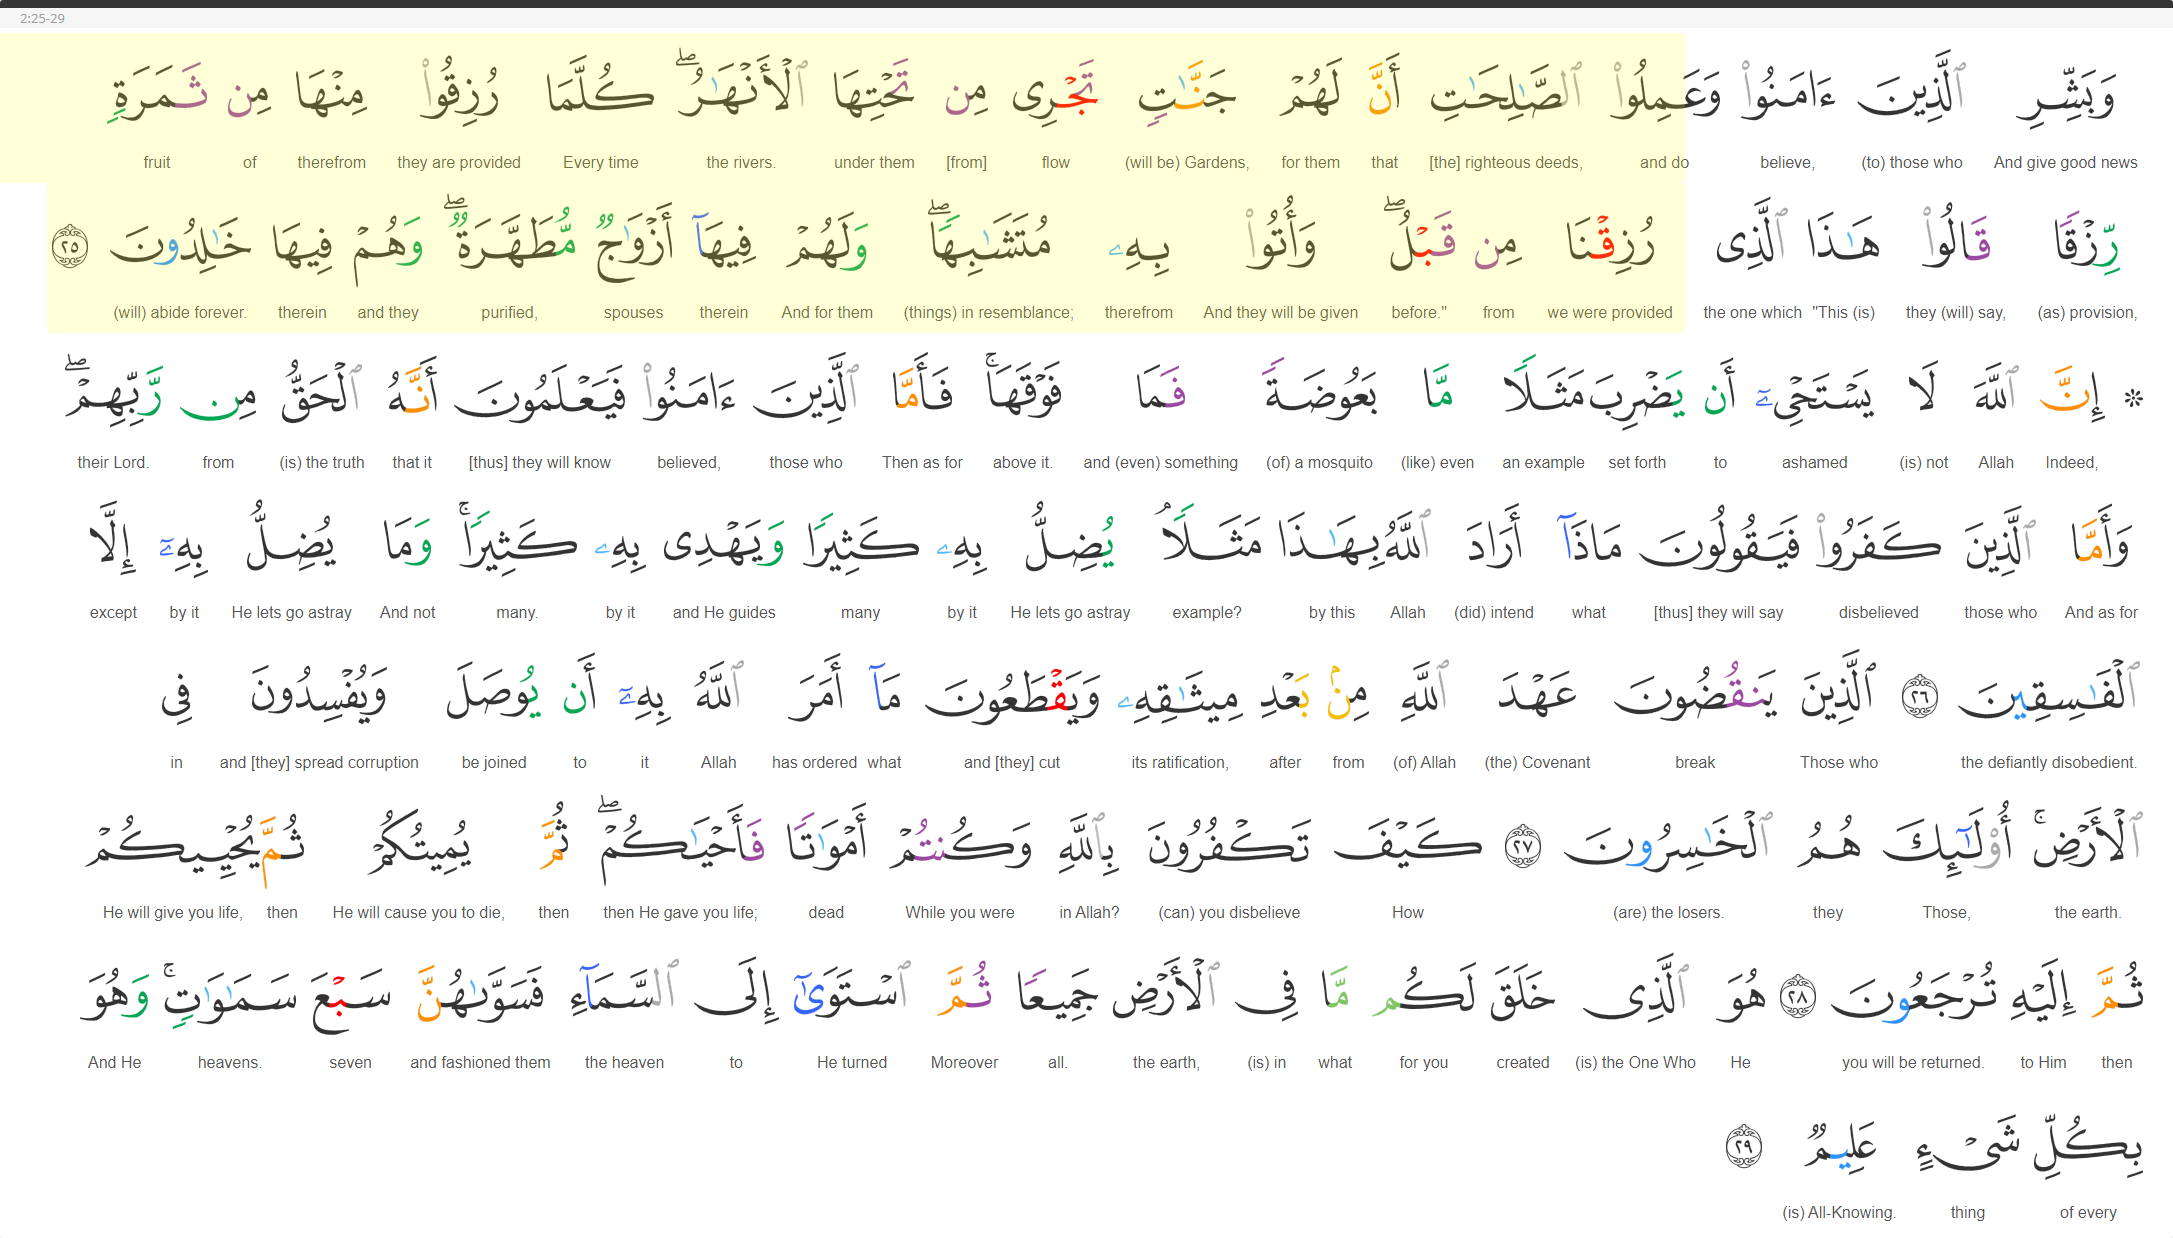 2:25-29
وَبَشِّرِ ٱلَّذِينَ ءَامَنُوا۟ وَعَمِلُوا۟ ٱلصَّـٰلِحَـٰتِ أَنَّ لَهُمْ جَنَّـٰتٍ تَجْرِى مِن تَحْتِهَا ٱلْأَنْهَـٰرُ ۖ كُلَّمَا رُزِقُوا۟ مِنْهَا مِن ثَمَرَةٍ
And give good news (to) those who believe, and do [the] righteous deeds, that for them (will be) Gardens, flow [from] under them the rivers. Every time they are provided therefrom of fruit
رِّزْقًا قَالُوا۟ هَـٰذَا ٱلَّذِى رُزِقْنَا مِن قَبْلُ ۖ وَأُتُوا۟ بِهِۦ مُتَشَـٰبِهًا ۖ وَلَهُمْ فِيهَآ أَزْوَٰجٌ مُّطَهَّرَةٌ ۖ وَهُمْ فِيهَا خَـٰلِدُونَ ٢٥
(as) provision, they (will) say, "This (is) the one which we were provided from before." And they will be given therefrom (things) in resemblance; And for them therein spouses purified, and they therein (will) abide forever.
۞ إِنَّ ٱللَّهَ لَا يَسْتَحْىِۦٓ أَن يَضْرِبَ مَثَلًا مَّا بَعُوضَةً فَمَا فَوْقَهَا ۚ فَأَمَّا ٱلَّذِينَ ءَامَنُوا۟ فَيَعْلَمُونَ أَنَّهُ ٱلْحَقُّ مِن رَّبِّهِمْ ۖ
Indeed, Allah (is) not ashamed to set forth an example (like) even (of) a mosquito and (even) something above it. Then as for those who believed, [thus] they will know that it (is) the truth from their Lord.
وَأَمَّا ٱلَّذِينَ كَفَرُوا۟ فَيَقُولُونَ مَاذَآ أَرَادَ ٱللَّهُ بِهَـٰذَا مَثَلًا ۘ يُضِلُّ بِهِۦ كَثِيرًا وَيَهْدِى بِهِۦ كَثِيرًا ۚ وَمَا يُضِلُّ بِهِۦٓ إِلَّا
And as for those who disbelieved [thus] they will say what (did) intend Allah by this example? He lets go astray by it many and He guides by it many. And not He lets go astray by it except
ٱلْفَـٰسِقِينَ ٢٦ ٱلَّذِينَ يَنقُضُونَ عَهْدَ ٱللَّهِ مِنۢ بَعْدِ مِيثَـٰقِهِۦ وَيَقْطَعُونَ مَآ أَمَرَ ٱللَّهُ بِهِۦٓ أَن يُوصَلَ وَيُفْسِدُونَ فِى
the defiantly disobedient. Those who break (the) Covenant (of) Allah from after its ratification, and [they] cut what has ordered Allah it to be joined and [they] spread corruption in
ٱلْأَرْضِ ۚ أُو۟لَـٰٓئِكَ هُمُ ٱلْخَـٰسِرُونَ ٢٧ كَيْفَ تَكْفُرُونَ بِٱللَّهِ وَكُنتُمْ أَمْوَٰتًا فَأَحْيَـٰكُمْ ۖ ثُمَّ يُمِيتُكُمْ ثُمَّ يُحْيِيكُمْ
the earth. Those, they (are) the losers. How (can) you disbelieve in Allah? While you were dead then He gave you life; then He will cause you to die, then He will give you life,
ثُمَّ إِلَيْهِ تُرْجَعُونَ ٢٨ هُوَ ٱلَّذِى خَلَقَ لَكُم مَّا فِى ٱلْأَرْضِ جَمِيعًا ثُمَّ ٱسْتَوَىٰٓ إِلَى ٱلسَّمَآءِ فَسَوَّىٰهُنَّ سَبْعَ سَمَـٰوَٰتٍ ۚ وَهُوَ
then to Him you will be returned. He (is) the One Who created for you what (is) in the earth, all. Moreover He turned to the heaven and fashioned them seven heavens. And He
بِكُلِّ شَىْءٍ عَلِيمٌ ٢٩
of every thing (is) All-Knowing.